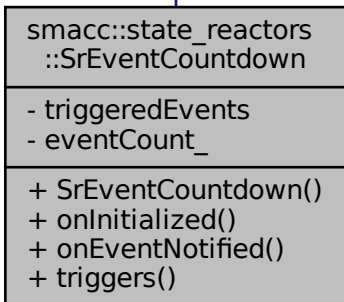 smacc::state_reactors
::SrEventCountdown
- triggeredEvents
- eventCount_
+ SrEventCountdown()
+ onInitialized()
+ onEventNotified()
+ triggers()